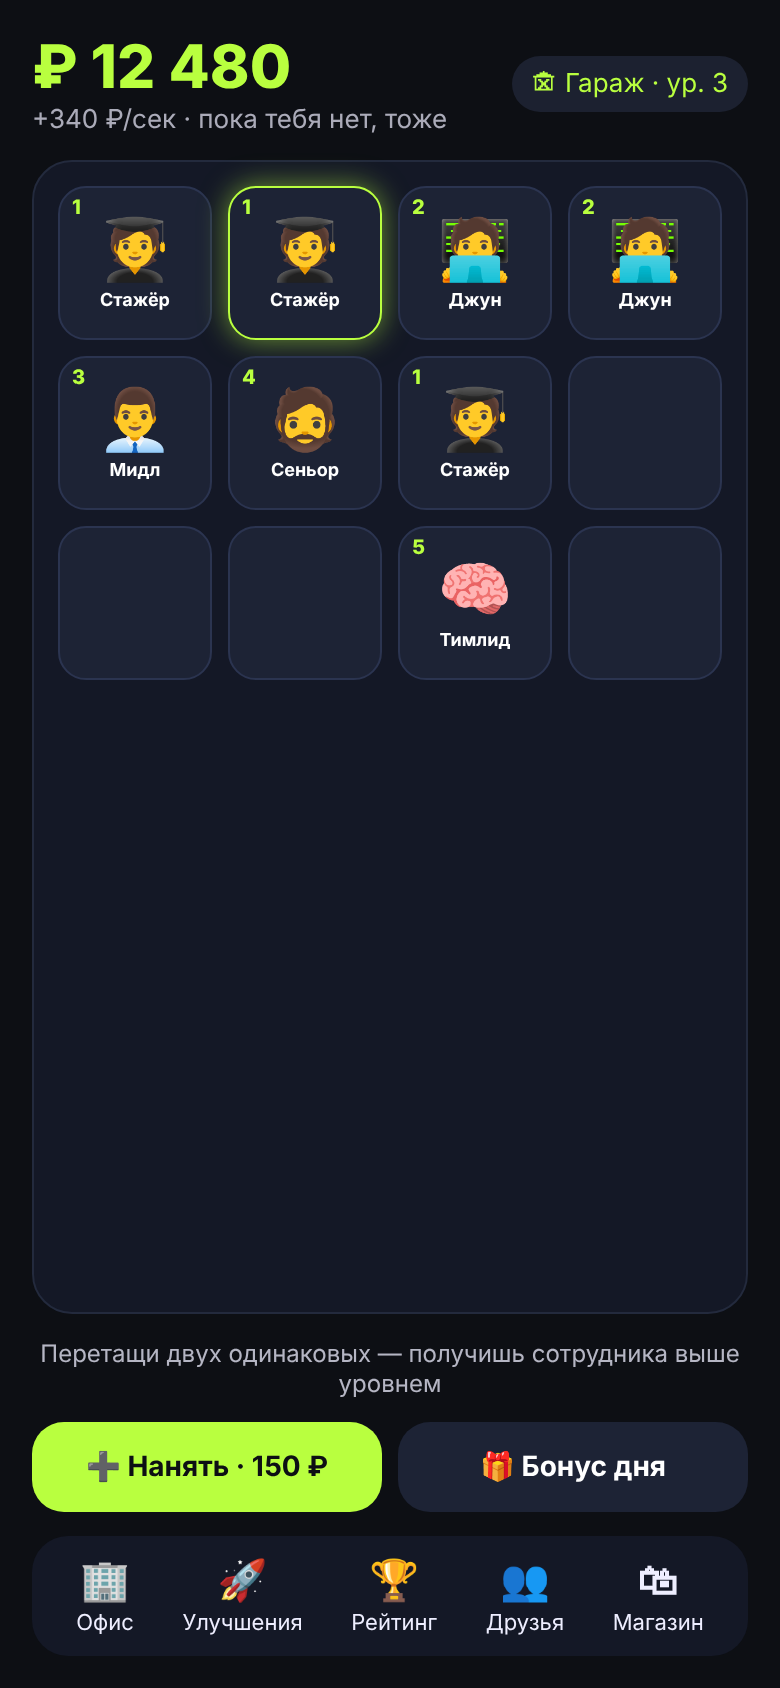 ₽ 12 480
+340 ₽/сек · пока тебя нет, тоже
Гараж · ур. 3
1
Стажёр
1
Стажёр
2
Джун
2
Джун
3
Мидл
4
Сеньор
1
Стажёр
5
Тимлид
Перетащи двух одинаковых — получишь сотрудника выше
уровнем
➕ Нанять · 150 ₽
🎁 Бонус дня
Офис
Улучшения
Рейтинг
Друзья
Магазин